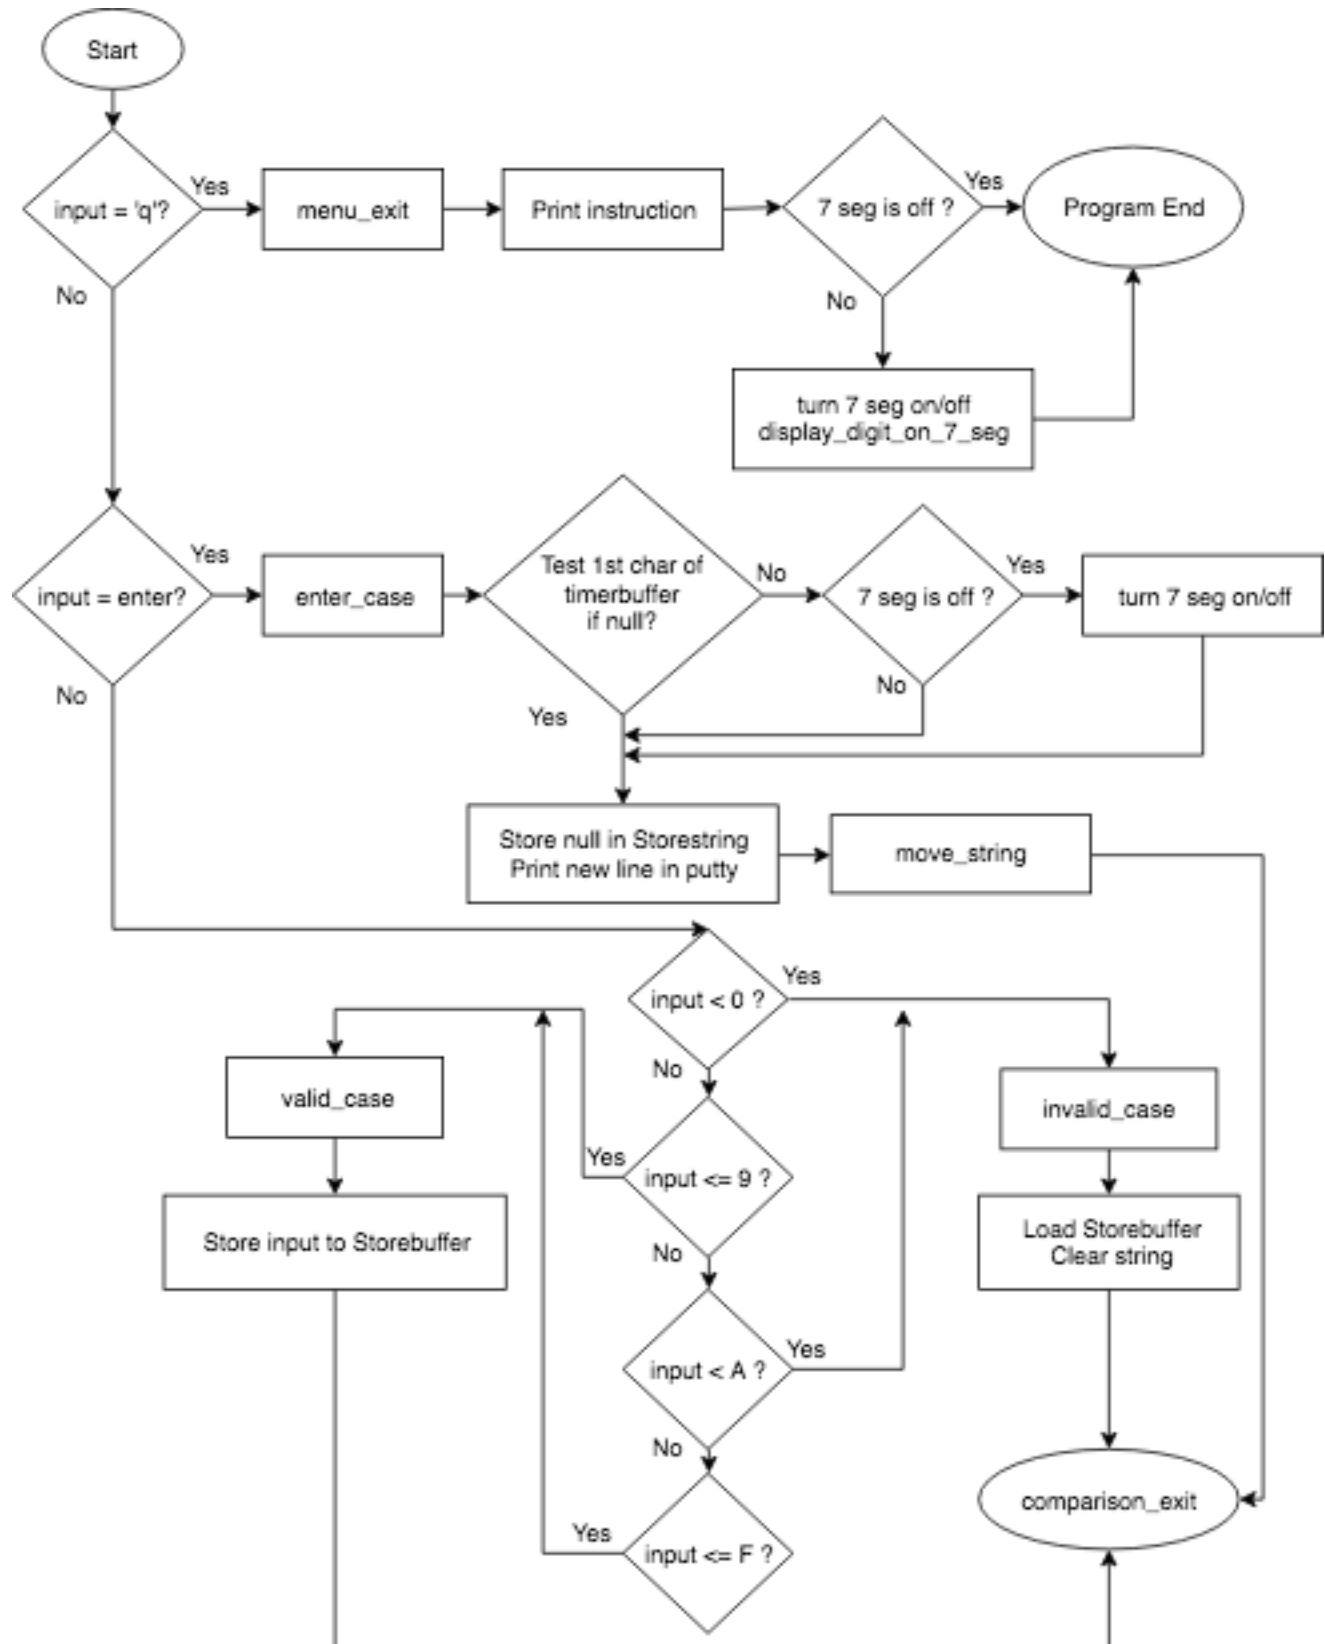 Start
input = 'q'?
Yes
menu_exit
Print instruction
7 seg is off ?
Yes
Program End
No
No
turn 7 seg on/off
display_digit_on_7_seg
input = enter?
Yes
enter_case
Test 1st char of
timerbuffer
if null?
No
7 seg is off ?
Yes
turn 7 seg on/off
No
No
Yes
Store null in Storestring
Print new line in putty
move_string
input < 0 ?
Yes
No
valid_case
invalid_case
Yes
input <= 9 ?
Store input to Storebuffer
Load Storebuffer
Clear string
No
input < A ?
Yes
No
comparison_exit
Yes
input <= F ?